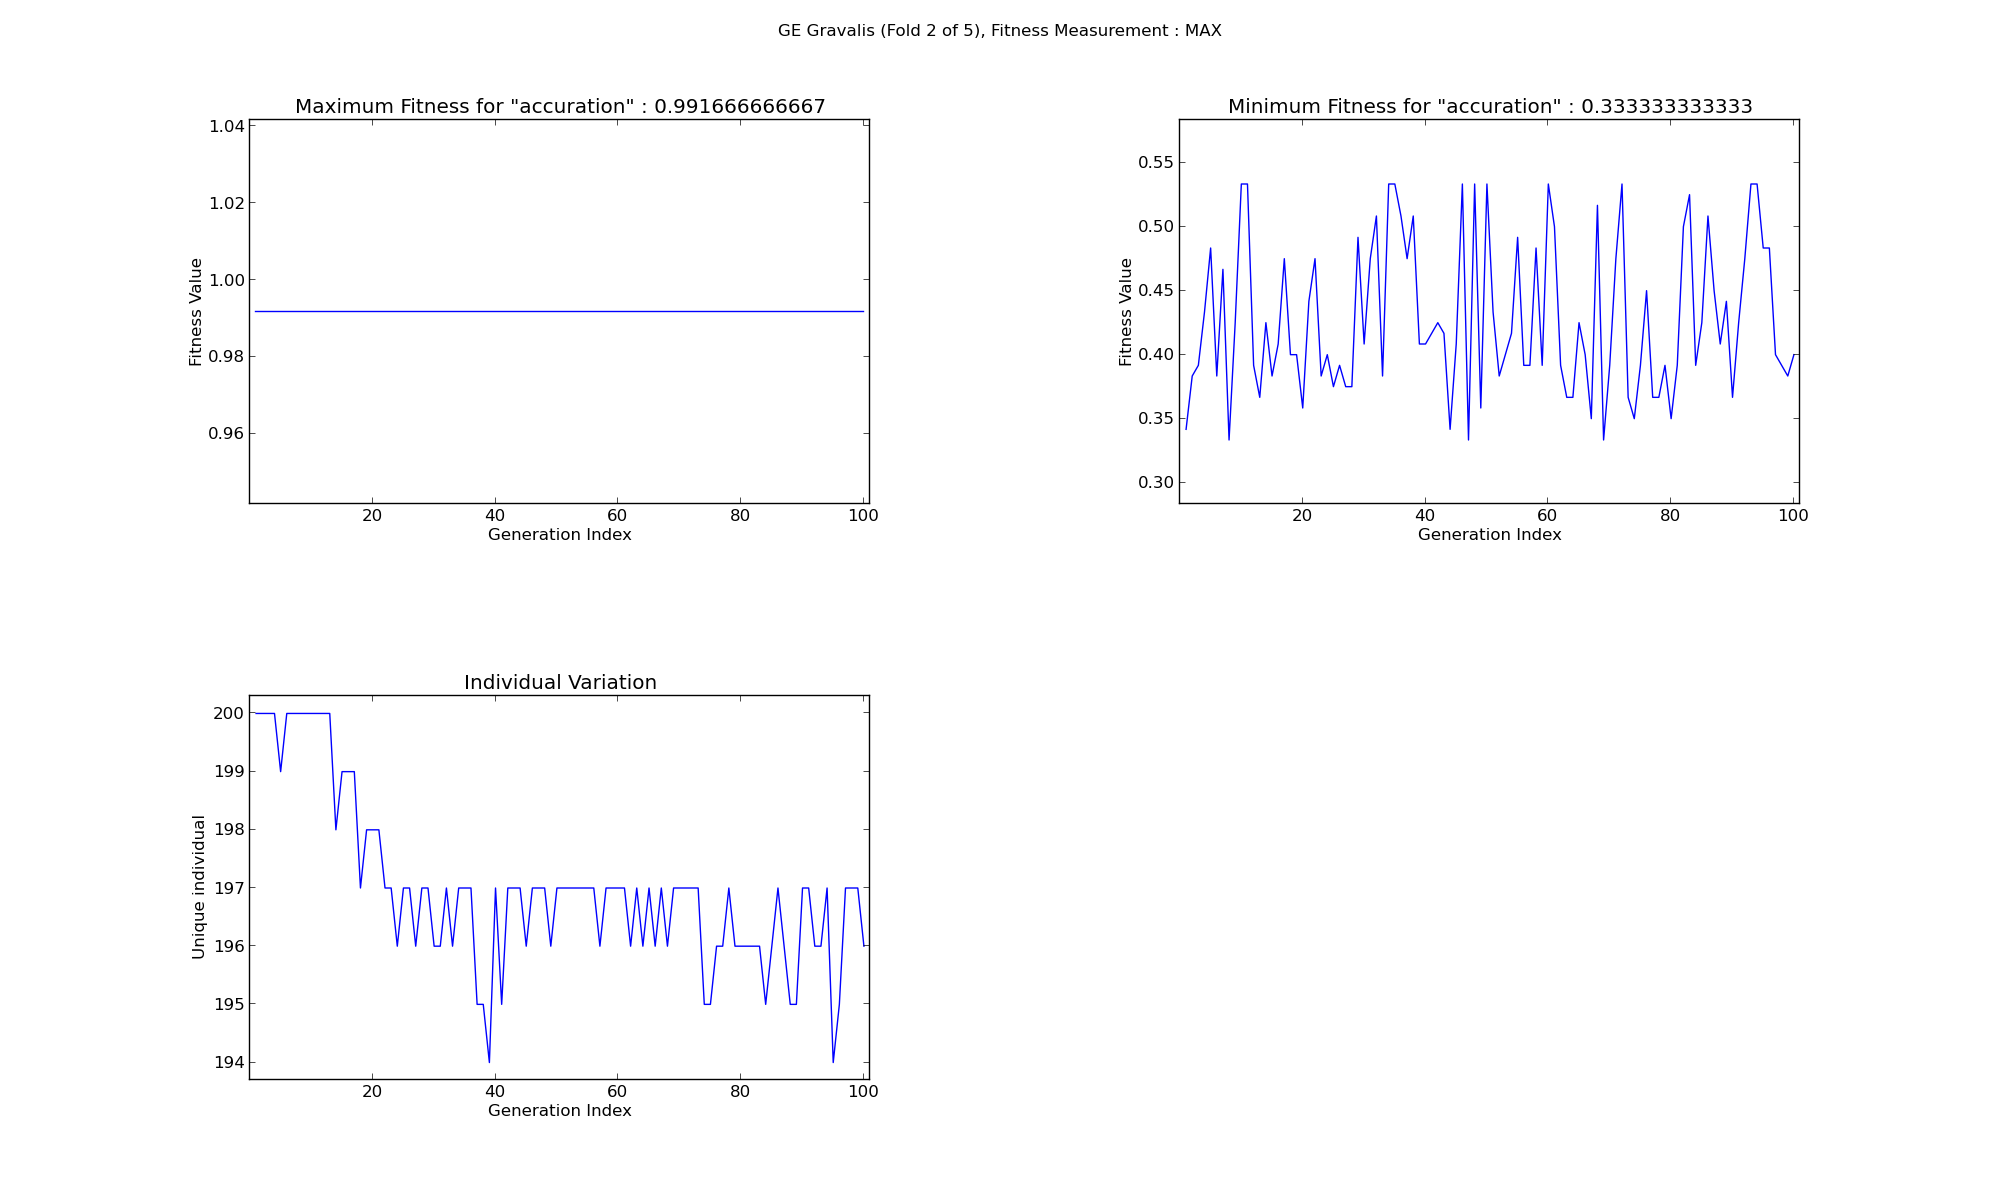 GE Gravalis (Fold 2 of 5), Fitness Measurement : MAX
Maximum Fitness for "accuration" : 0.991666666667
1.04
1.02
1.00
0.98
0.96
Fitness Value
20 40 60 80 100
Generation Index
Minimum Fitness for "accuration" : 0.333333333333
0.55
0.50
0.45
0.40
0.35
0.30
Fitness Value
20 40 60 80 100
Generation Index
Individual Variation
200
199
198
197
196
195
194
Unique individual
20 40 60 80 100
Generation Index